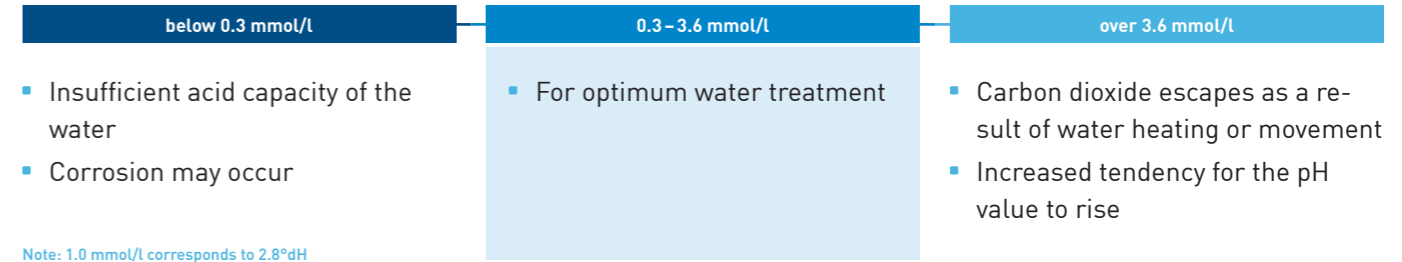 below 0.3 mmol/l
0.3–3.6 mmol/l
over 3.6 mmol/l
▪ Insufficient acid capacity of the
water
▪ Corrosion may occur
Note: 1.0 mmol/l corresponds to 2.8°dH
▪ For optimum water treatment
▪ Carbon dioxide escapes as a re-
sult of water heating or movement
▪ Increased tendency for the pH
value to rise